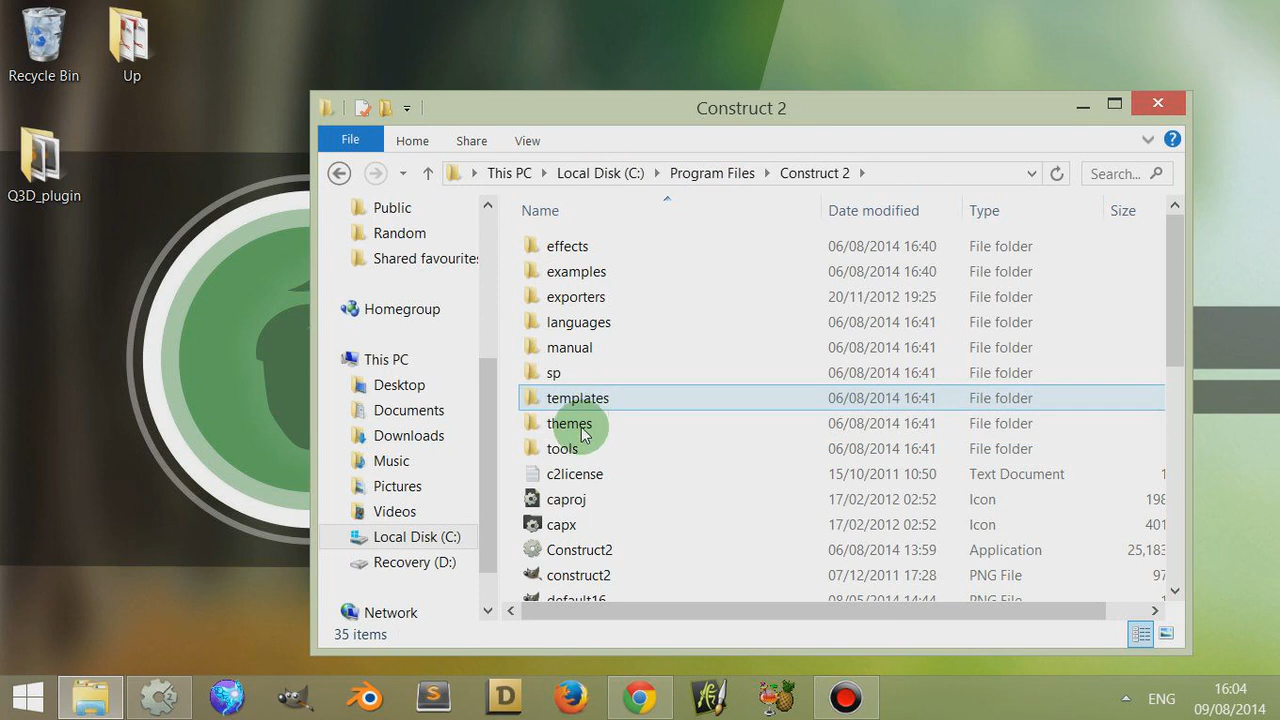 Recycle Bin
Up
Q3D_plugin
Construct 2
File Home Share View
This PC Local Disk (C:) Program Files Construct 2 Search...
Public
Random
Shared favourites
Homegroup
This PC
Desktop
Documents
Downloads
Music
Pictures
Videos
Local Disk (C:)
Recovery (D:)
Network
Name Date modified Type Size
effects 06/08/2014 16:40 File folder
examples 06/08/2014 16:40 File folder
exporters 20/11/2012 19:25 File folder
languages 06/08/2014 16:41 File folder
manual 06/08/2014 16:41 File folder
sp 06/08/2014 16:41 File folder
templates 06/08/2014 16:41 File folder
themes 06/08/2014 16:41 File folder
tools 06/08/2014 16:41 File folder
c2license 15/10/2011 10:50 Text Document 1
caproj 17/02/2012 02:52 Icon 198
capx 17/02/2012 02:52 Icon 401
Construct2 06/08/2014 13:59 Application 25,183
construct2 07/12/2011 17:28 PNG File 97
default16 08/05/2014 14:44 PNG File 1
35 items
ENG
16:04
09/08/2014